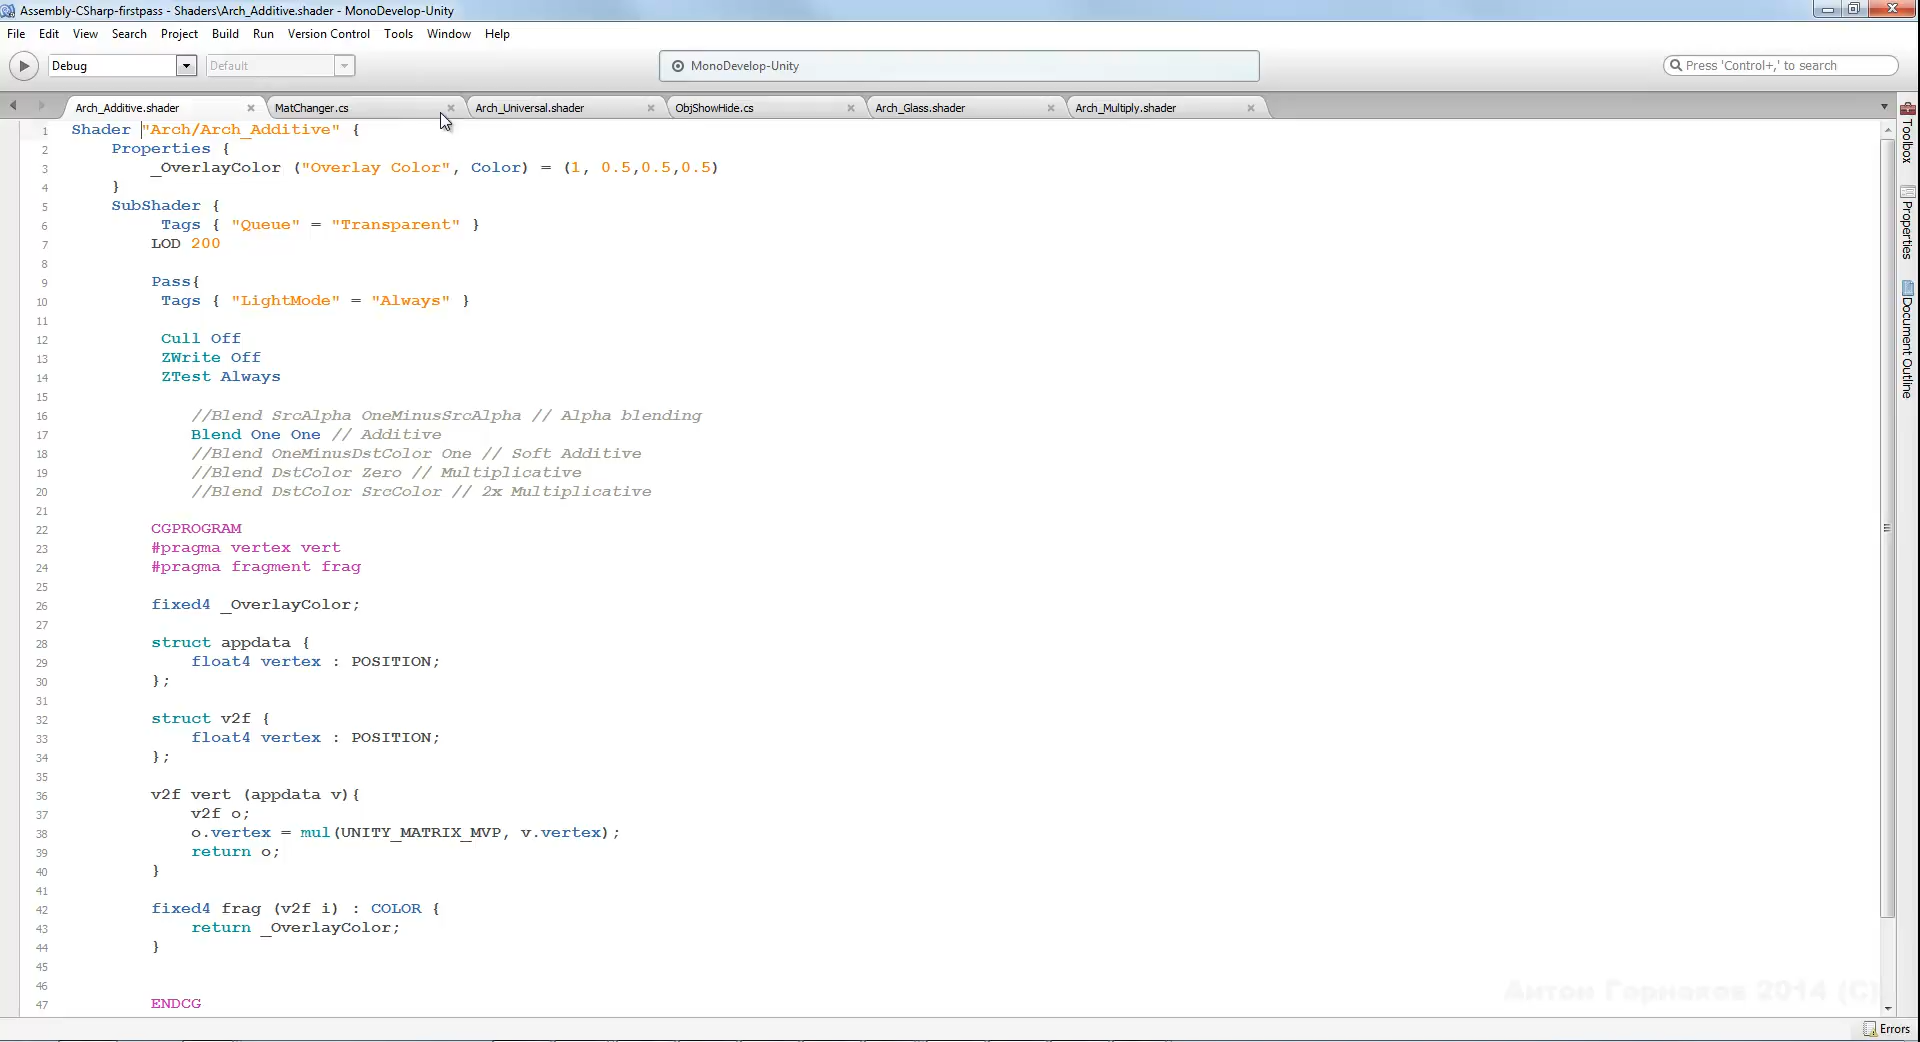 Assembly-CSharp-firstpass - Shaders\Arch_Additive.shader - MonoDevelop-Unity
File Edit View Search Project Build Run Version Control Tools Window Help
Debug Default MonoDevelop-Unity Press 'Control+,' to search
Arch_Additive.shader MatChanger.cs Arch_Universal.shader ObjShowHide.cs Arch_Glass.shader Arch_Multiply.shader
1 Shader "Arch/Arch_Additive" {
2 Properties {
3 _OverlayColor ("Overlay Color", Color) = (1, 0.5,0.5,0.5)
4 }
5 SubShader {
6 Tags { "Queue" = "Transparent" }
7 LOD 200
8
9 Pass{
10 Tags { "LightMode" = "Always" }
11
12 Cull Off
13 ZWrite Off
14 ZTest Always
15
16 //Blend SrcAlpha OneMinusSrcAlpha // Alpha blending
17 Blend One One // Additive
18 //Blend OneMinusDstColor One // Soft Additive
19 //Blend DstColor Zero // Multiplicative
20 //Blend DstColor SrcColor // 2x Multiplicative
21
22 CGPROGRAM
23 #pragma vertex vert
24 #pragma fragment frag
25
26 fixed4 _OverlayColor;
27
28 struct appdata {
29 float4 vertex : POSITION;
30 };
31
32 struct v2f {
33 float4 vertex : POSITION;
34 };
35
36 v2f vert (appdata v){
37 v2f o;
38 o.vertex = mul(UNITY_MATRIX_MVP, v.vertex);
39 return o;
40 }
41
42 fixed4 frag (v2f i) : COLOR {
43 return _OverlayColor;
44 }
45
46
47 ENDCG
Toolbox
Properties
Document Outline
Антон Горнаков 2014 (C)
Errors